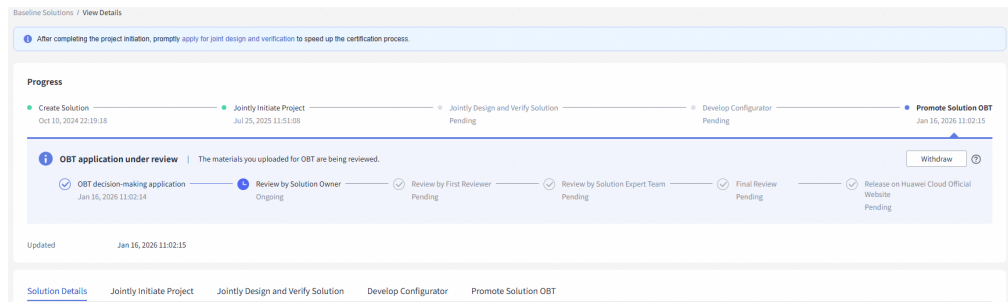 Baseline Solutions / View Details
After completing the project initiation, promptly apply for joint design and verification to speed up the certification process.
Progress
Create Solution
Oct 10, 2024 22:19:18
Jointly Initiate Project
Jul 25, 2025 11:51:08
Jointly Design and Verify Solution
Pending
Develop Configurator
Pending
Promote Solution OBT
Jan 16, 2026 11:02:15
OBT application under review | The materials you uploaded for OBT are being reviewed.
Withdraw
OBT decision-making application
Jan 16, 2026 11:02:14
Review by Solution Owner
Ongoing
Review by First Reviewer
Pending
Review by Solution Expert Team
Pending
Final Review
Pending
Release on Huawei Cloud Official
Website
Pending
Updated Jan 16, 2026 11:02:15
Solution Details Jointly Initiate Project Jointly Design and Verify Solution Develop Configurator Promote Solution OBT